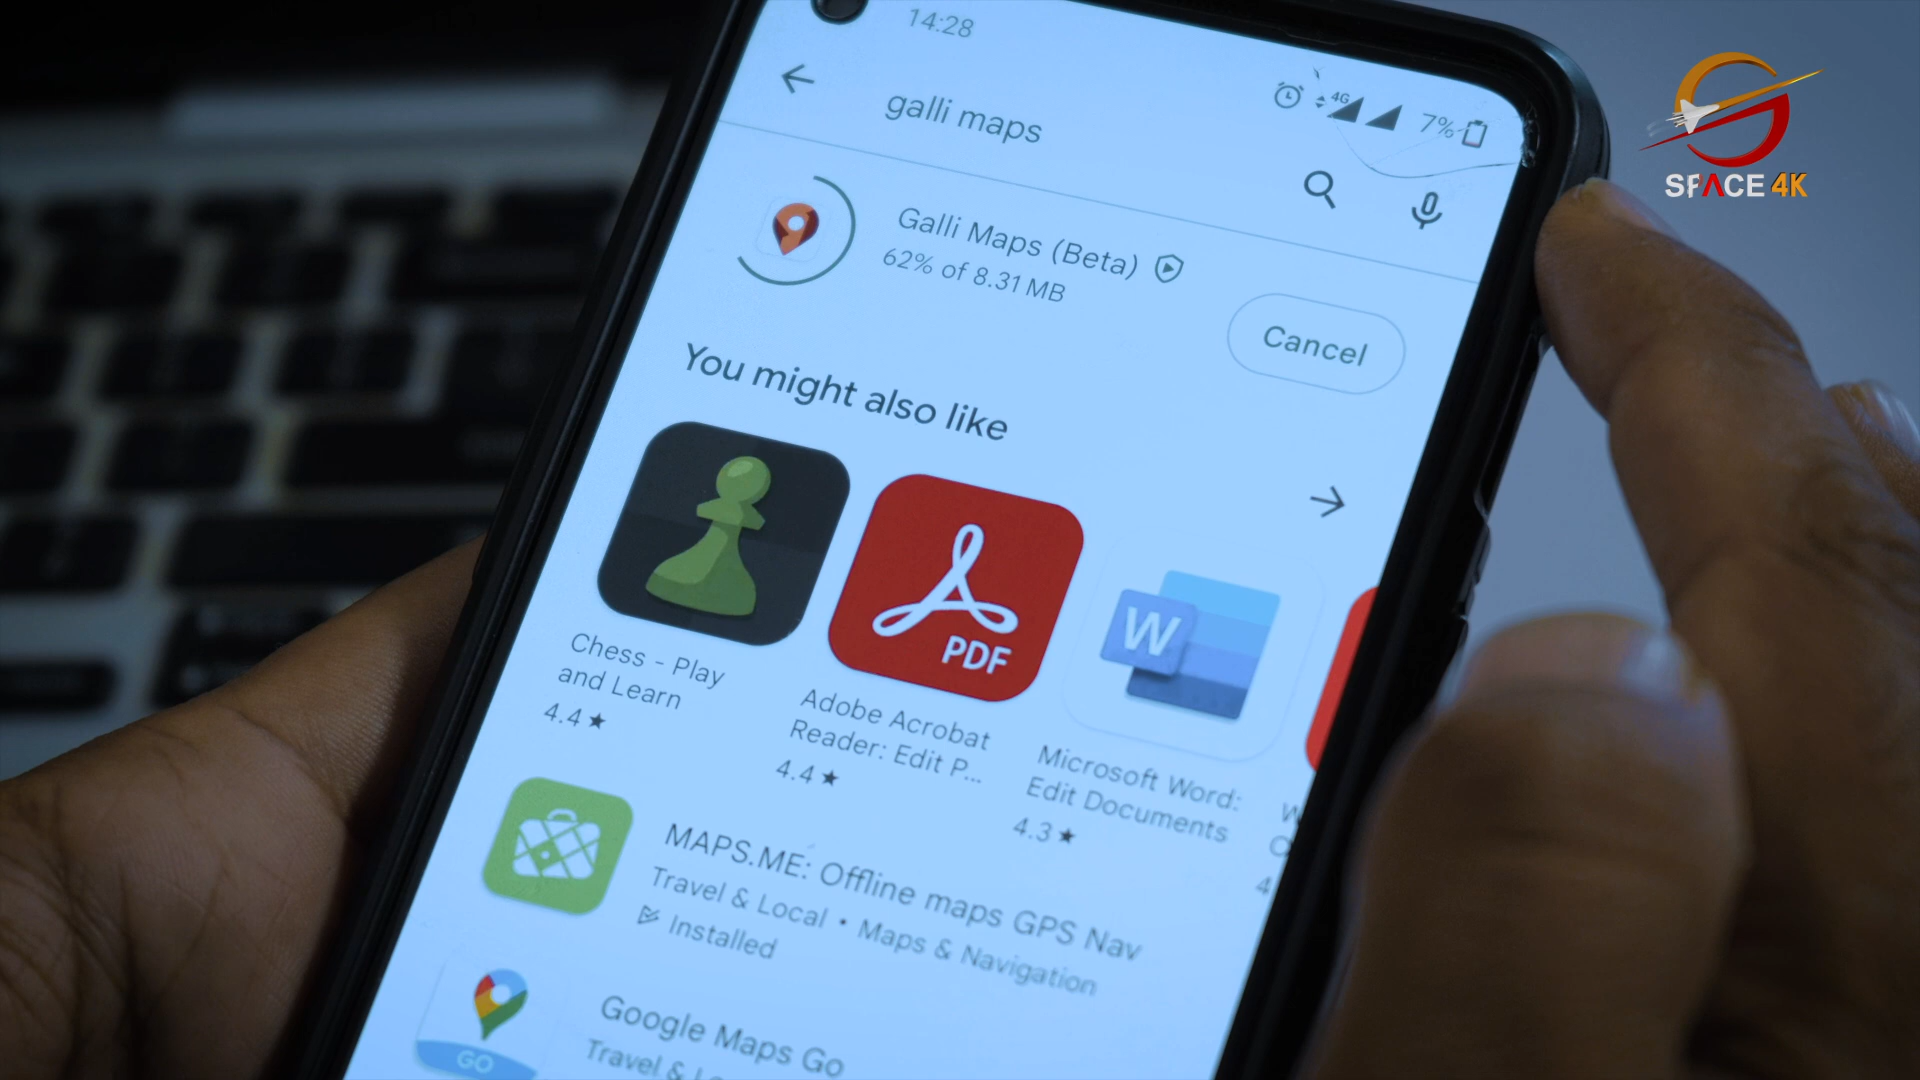 14:28
4G
7%
galli maps
Galli Maps (Beta)
62% of 8.31 MB
Cancel
You might also like
PDF
W
Chess - Play
and Learn
4.4 ★
Adobe Acrobat
Reader: Edit P...
4.4 ★
Microsoft Word:
Edit Documents
4.3 ★
W
4
MAPS.ME: Offline maps GPS Nav
Travel & Local • Maps & Navigation
Installed
GO
Google Maps Go
Travel & L
SPACE 4K